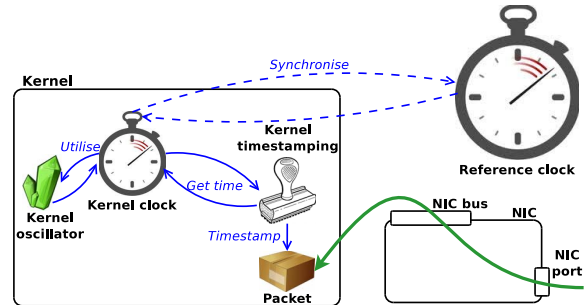 Synchronise
Kernel
Kernel
timestamping
Utilise
Reference clock
Get time
Kernel clock
Kernel
oscillator
NIC bus
NIC
Timestamp
NIC
port
Packet